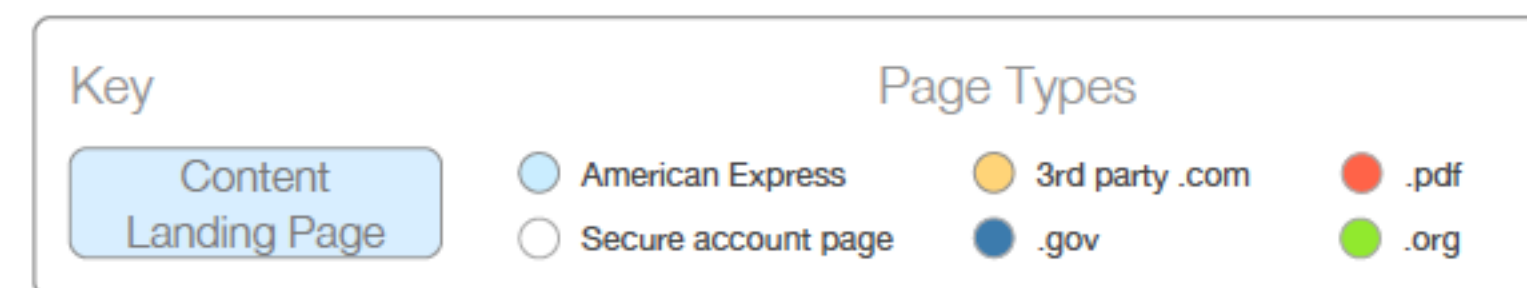 Key
Page Types
Content
Landing Page
American Express
3rd party .com
.pdf
Secure account page
.gov
.org